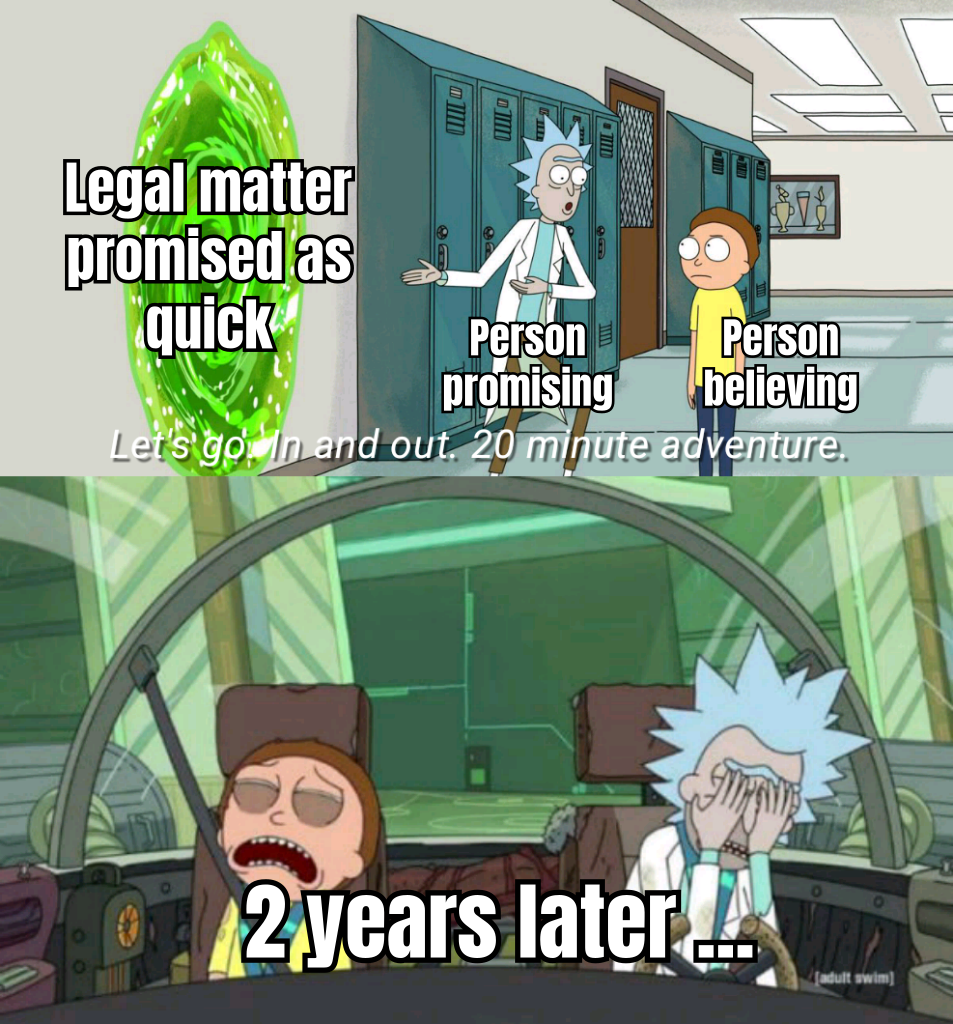 Legal matter
promised as
quick
Person
promising
Person
believing
Let's go. In and out. 20 minute adventure.
2 years later ...
[adult swim]